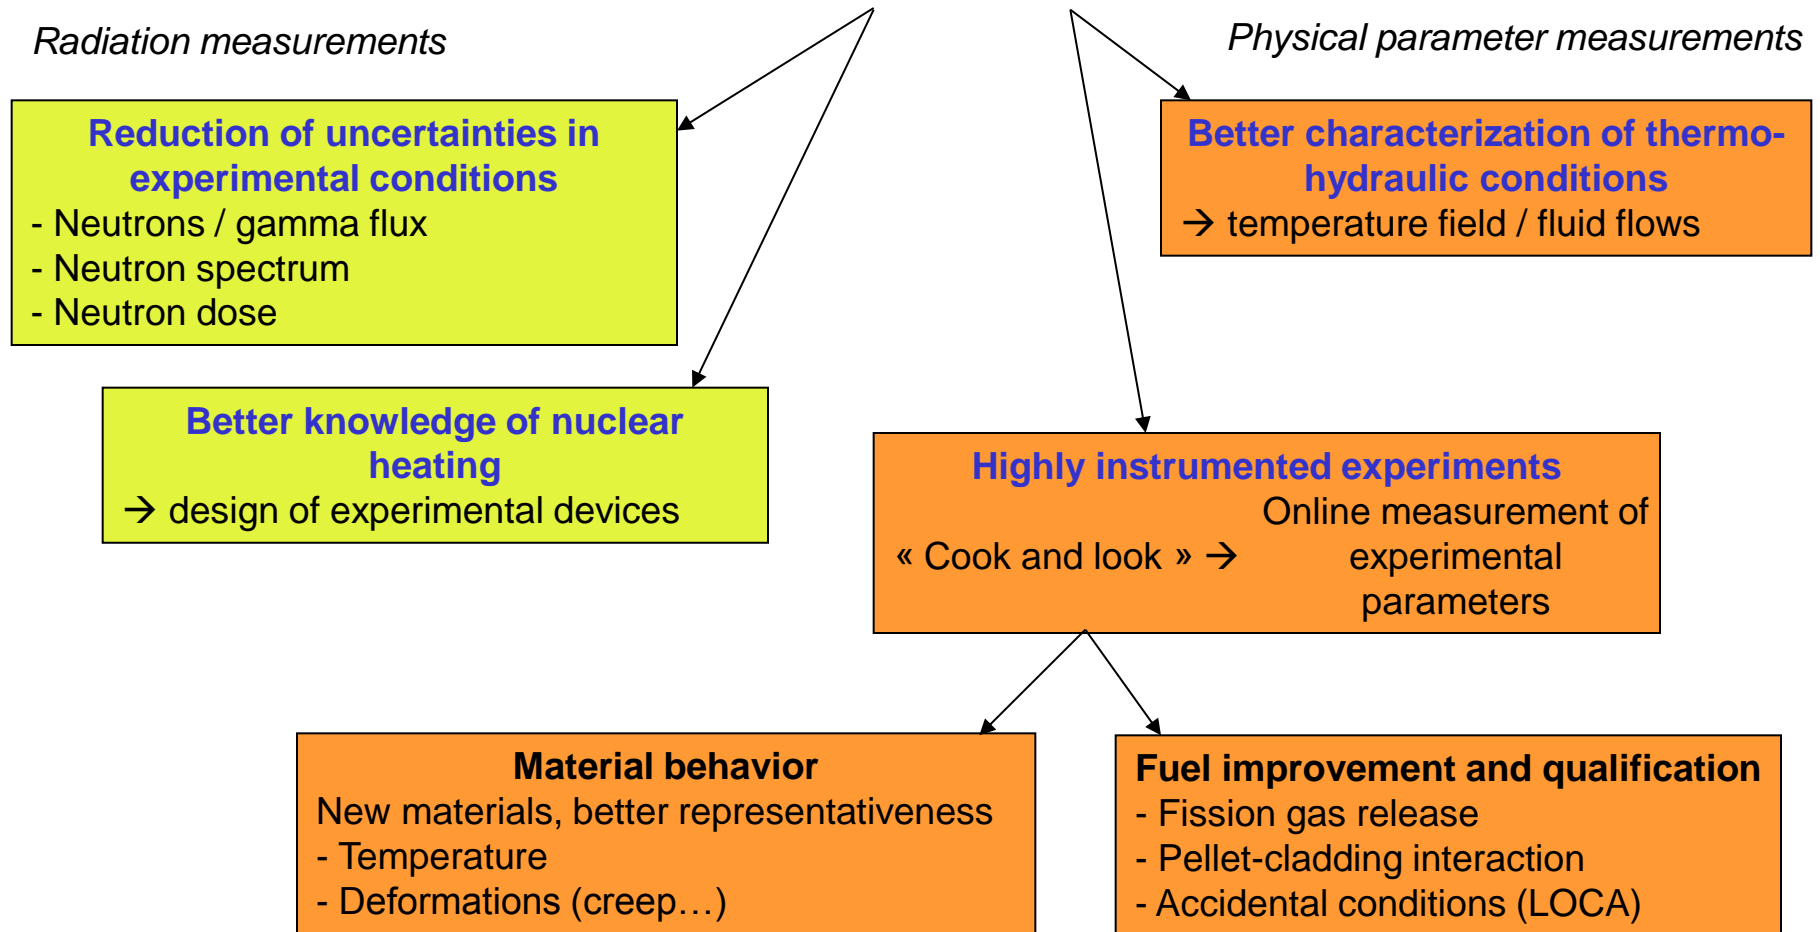 Radiation measurements
Physical parameter measurements
Reduction of uncertainties in
experimental conditions
- Neutrons / gamma flux
- Neutron spectrum
- Neutron dose
Better characterization of thermo-
hydraulic conditions
→ temperature field / fluid flows
Better knowledge of nuclear
heating
→ design of experimental devices
Highly instrumented experiments
« Cook and look » →
Online measurement of
experimental
parameters
Material behavior
New materials, better representativeness
- Temperature
- Deformations (creep…)
Fuel improvement and qualification
- Fission gas release
- Pellet-cladding interaction
- Accidental conditions (LOCA)